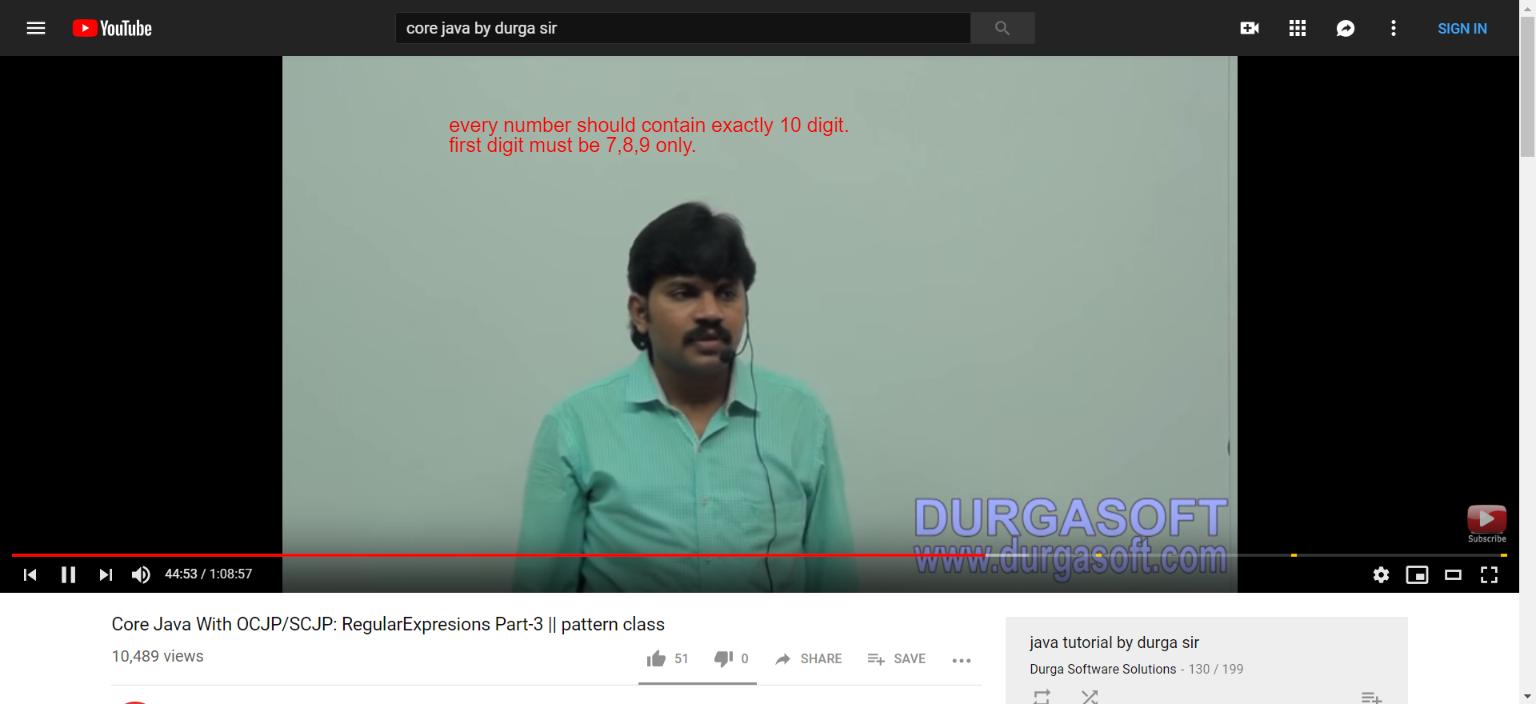 YouTube
core java by durga sir
SIGN IN
every number should contain exactly 10 digit.
first digit must be 7,8,9 only.
DURGASOFT
www.durgasoft.com
Subscribe
44:53 / 1:08:57
Core Java With OCJP/SCJP: RegularExpresions Part-3 || pattern class
10,489 views
51
0
SHARE
SAVE
java tutorial by durga sir
Durga Software Solutions - 130 / 199